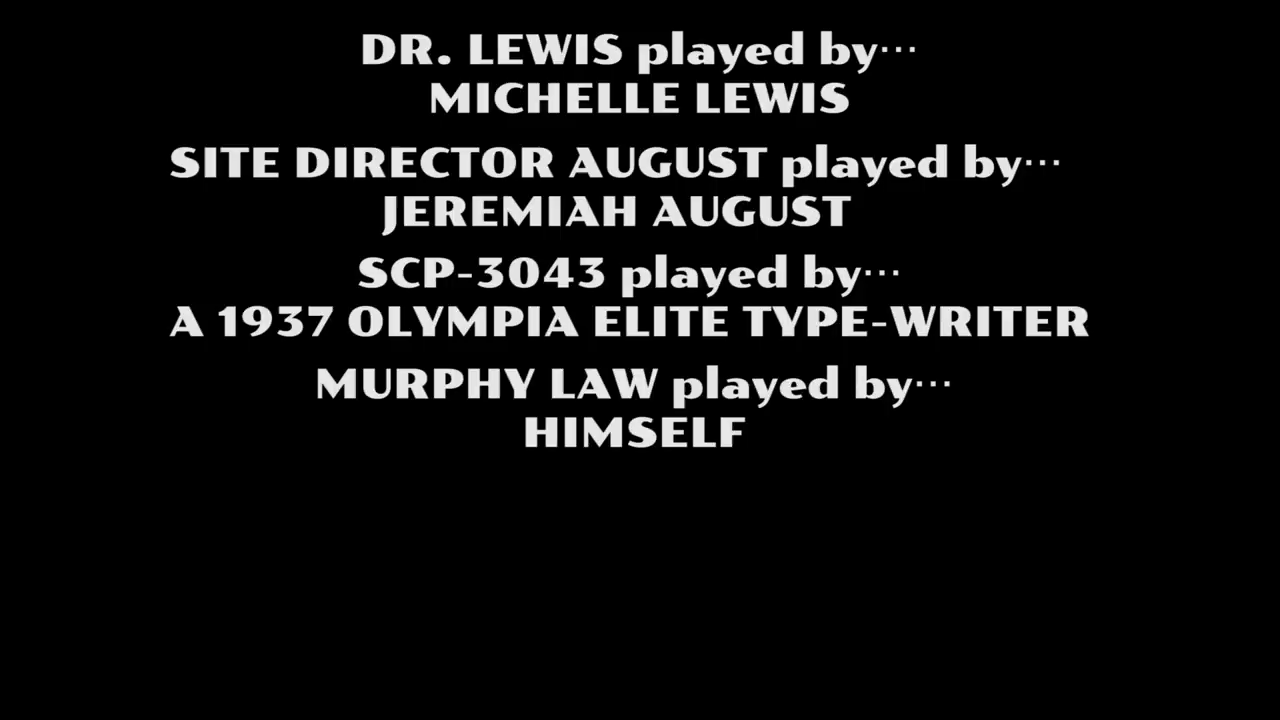 DR. LEWIS played by...
MICHELLE LEWIS
SITE DIRECTOR AUGUST played by...
JEREMIAH AUGUST
SCP-3043 played by...
A 1937 OLYMPIA ELITE TYPE-WRITER
MURPHY LAW played by...
HIMSELF